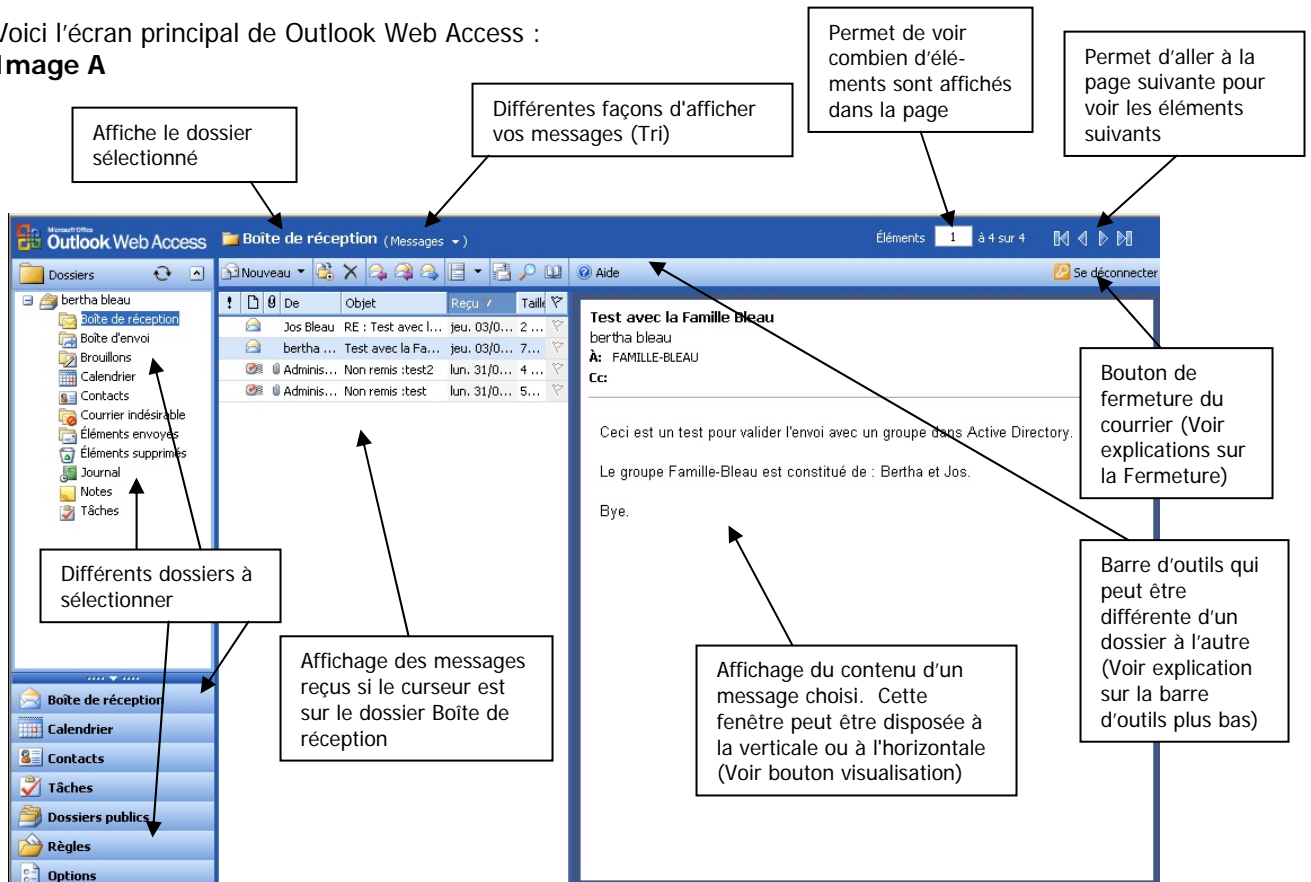 Voici l'écran principal de Outlook Web Access :
Image A
Affiche le dossier
sélectionné
Différentes façons d'afficher
vos messages (Tri)
Permet de voir
combien d'élé-
ments sont affichés
dans la page
Permet d'aller à la
page suivante pour
voir les éléments
suivants
Microsoft Office
Outlook Web Access
Boîte de réception (Messages )
Éléments 1 à 4 sur 4
Dossiers
Nouveau
Aide
Se déconnecter
bertha bleau
Boîte de réception
Boîte d'envoi
Brouillons
Calendrier
Contacts
Courrier indésirable
Éléments envoyés
Éléments supprimés
Journal
Notes
Tâches
! De Objet Reçu Taille
Jos Bleau RE : Test avec l... jeu. 03/0... 2 ...
bertha ... Test avec la Fa... jeu. 03/0... 7...
Adminis... Non remis :test2 lun. 31/0... 4 ...
Adminis... Non remis :test lun. 31/0... 5...
Test avec la Famille Bleau
bertha bleau
À: FAMILLE-BLEAU
Cc:
Ceci est un test pour valider l'envoi avec un groupe dans Active Directory.
Le groupe Famille-Bleau est constitué de : Bertha et Jos.
Bye.
Bouton de
fermeture du
courrier (Voir
explications sur
la Fermeture)
Différents dossiers à
sélectionner
Affichage des messages
reçus si le curseur est
sur le dossier Boîte de
réception
Affichage du contenu d'un
message choisi. Cette
fenêtre peut être disposée à
la verticale ou à l'horizontale
(Voir bouton visualisation)
Barre d'outils qui
peut être
différente d'un
dossier à l'autre
(Voir explication
sur la barre
d'outils plus bas)
Boîte de réception
Calendrier
Contacts
Tâches
Dossiers publics
Règles
Options